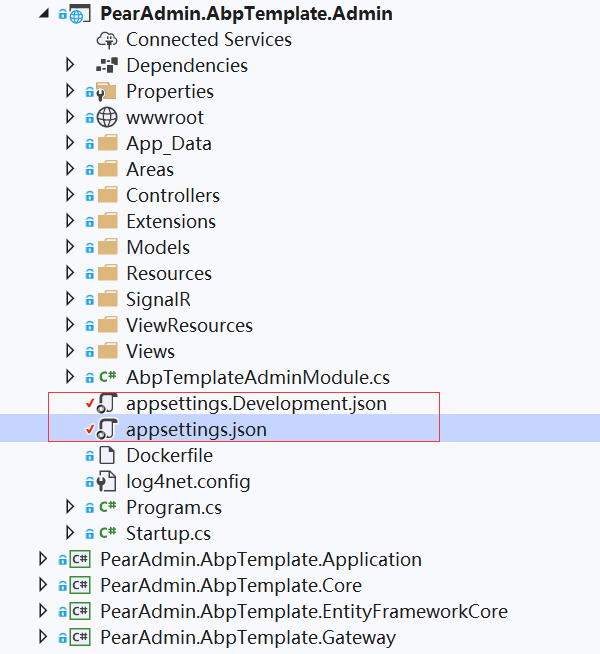 PearAdmin.AbpTemplate.Admin
Connected Services
Dependencies
Properties
wwwroot
App_Data
Areas
Controllers
Extensions
Models
Resources
SignalR
ViewResources
Views
C# AbpTemplateAdminModule.cs
appsettings.Development.json
appsettings.json
Dockerfile
log4net.config
C# Program.cs
C# Startup.cs
C# PearAdmin.AbpTemplate.Application
C# PearAdmin.AbpTemplate.Core
C# PearAdmin.AbpTemplate.EntityFrameworkCore
C# PearAdmin.AbpTemplate.Gateway